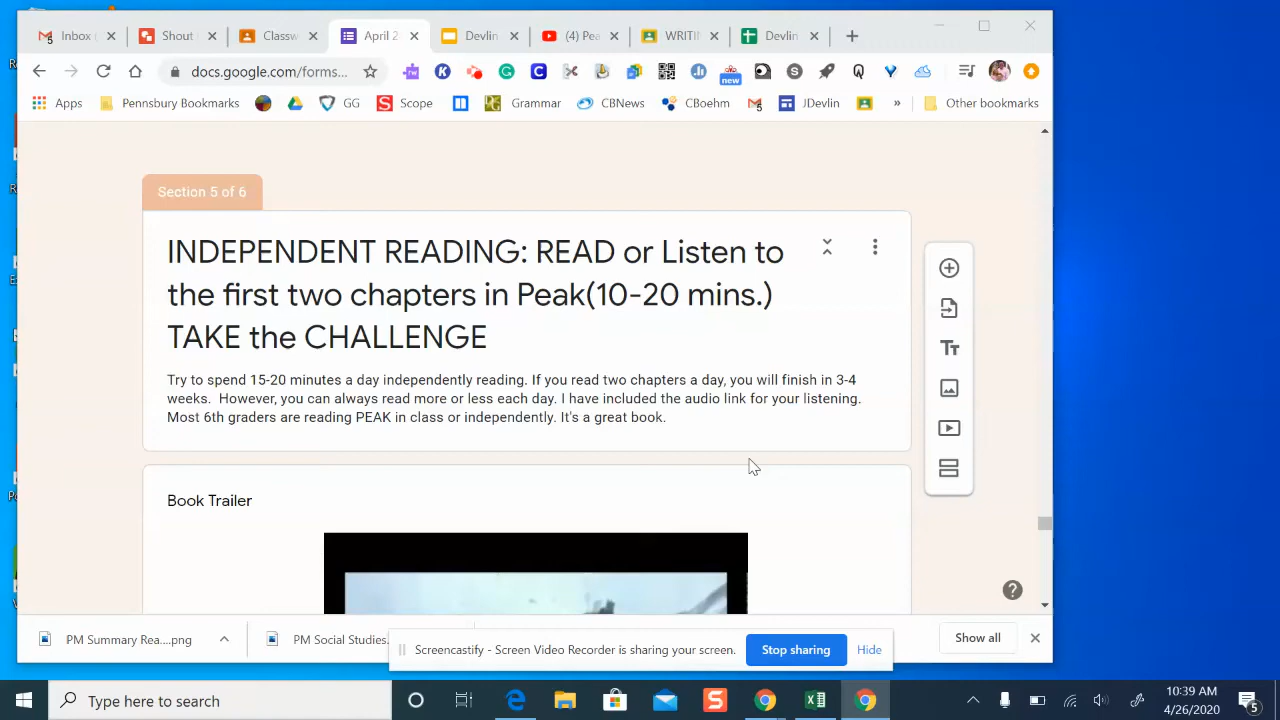 Inbox (
Shout
Classw
April 2
Devlin
(4) Pea
WRITI
Devlin
docs.google.com/forms...
new
Apps
Pennsbury Bookmarks
GG
Scope
Grammar
CBNews
CBoehm
JDevlin
»
Other bookmarks
Section 5 of 6
INDEPENDENT READING: READ or Listen to
the first two chapters in Peak(10-20 mins.)
TAKE the CHALLENGE
Try to spend 15-20 minutes a day independently reading. If you read two chapters a day, you will finish in 3-4
weeks. However, you can always read more or less each day. I have included the audio link for your listening.
Most 6th graders are reading PEAK in class or independently. It's a great book.
Book Trailer
PM Summary Rea....png
PM Social Studies.
Screencastify - Screen Video Recorder is sharing your screen.
Stop sharing
Hide
Show all
Type here to search
10:39 AM
4/26/2020
5